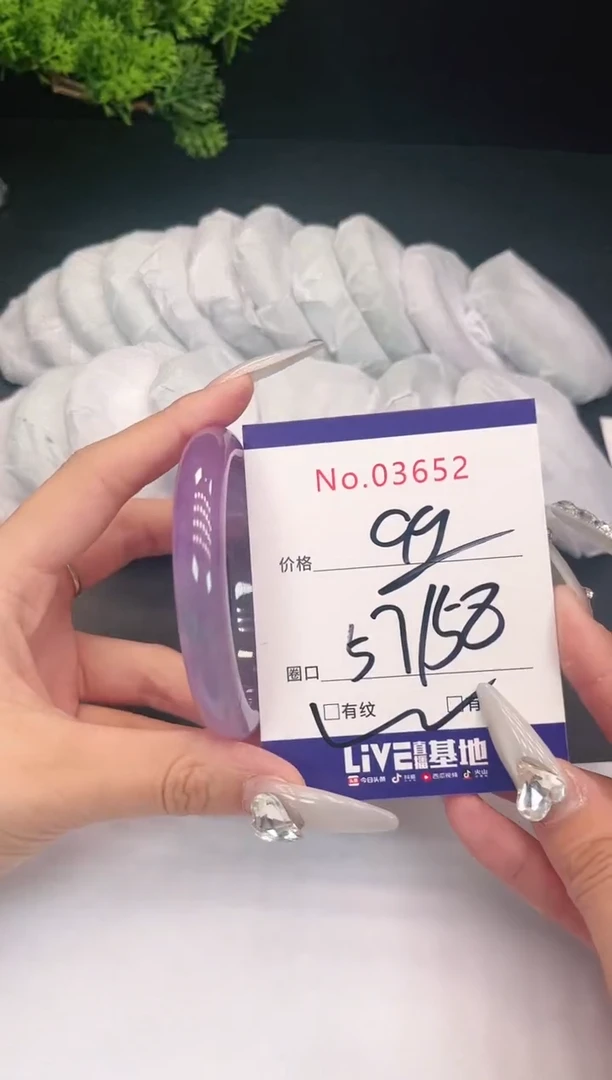 No.03652
价格 99
圈口 57/58
□有纹 □有
LiVE直播基地
今日头条 抖音 西瓜视频 火山